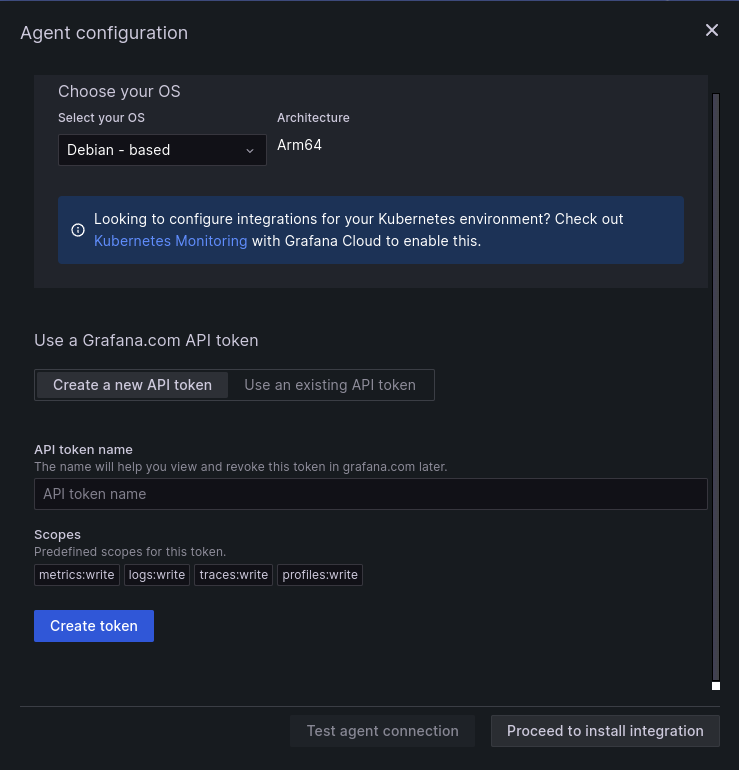 Agent configuration
Choose your OS
Select your OS
Architecture
Debian - based
Arm64
Looking to configure integrations for your Kubernetes environment? Check out
Kubernetes Monitoring with Grafana Cloud to enable this.
Use a Grafana.com API token
Create a new API token
Use an existing API token
API token name
The name will help you view and revoke this token in grafana.com later.
API token name
Scopes
Predefined scopes for this token.
metrics:write logs:write traces:write profiles:write
Create token
Test agent connection
Proceed to install integration